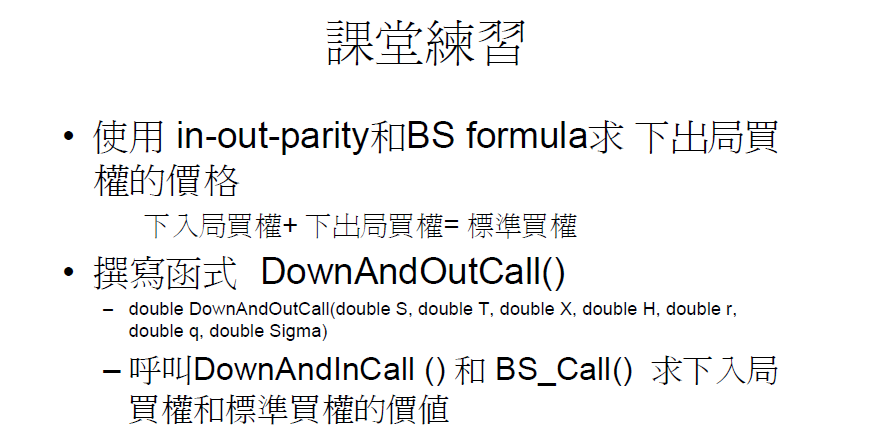 課堂練習
• 使用 in-out-parity和BS formula求 下出局買
權的價格
下入局買權+ 下出局買權= 標準買權
• 撰寫函式 DownAndOutCall()
– double DownAndOutCall(double S, double T, double X, double H, double r,
double q, double Sigma)
– 呼叫DownAndInCall () 和 BS_Call() 求下入局
買權和標準買權的價值